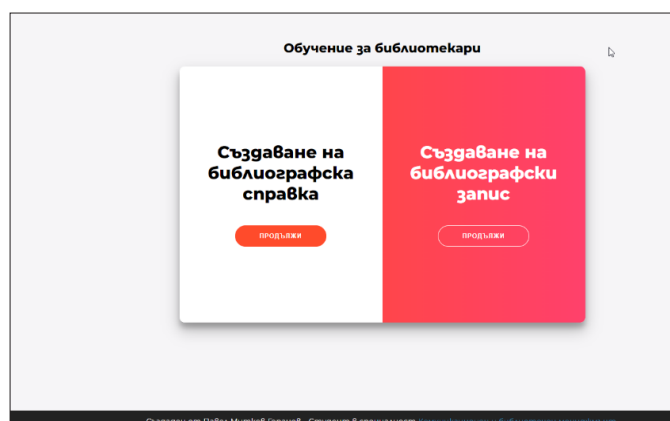 Обучение за библиотекари
Създаване на
библиографска
справка
ПРОДЪЛЖИ
Създаване на
библиографски
запис
ПРОДЪЛЖИ